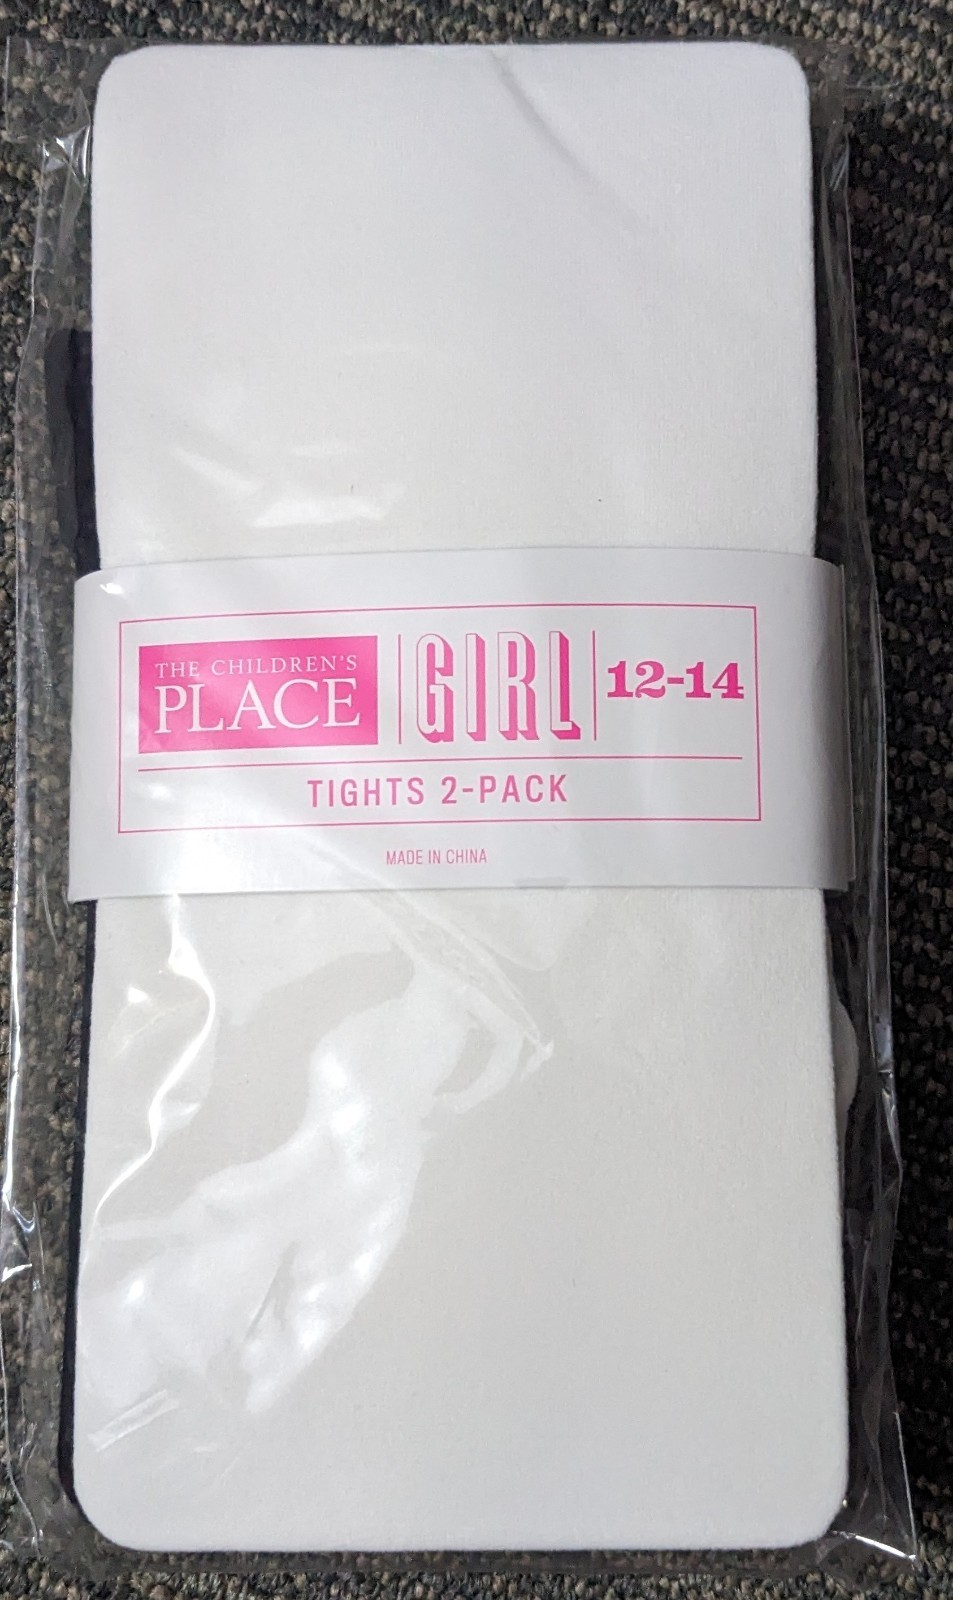 THE CHILDREN'S
PLACE
GIRL
12-14
TIGHTS 2-PACK
MADE IN CHINA